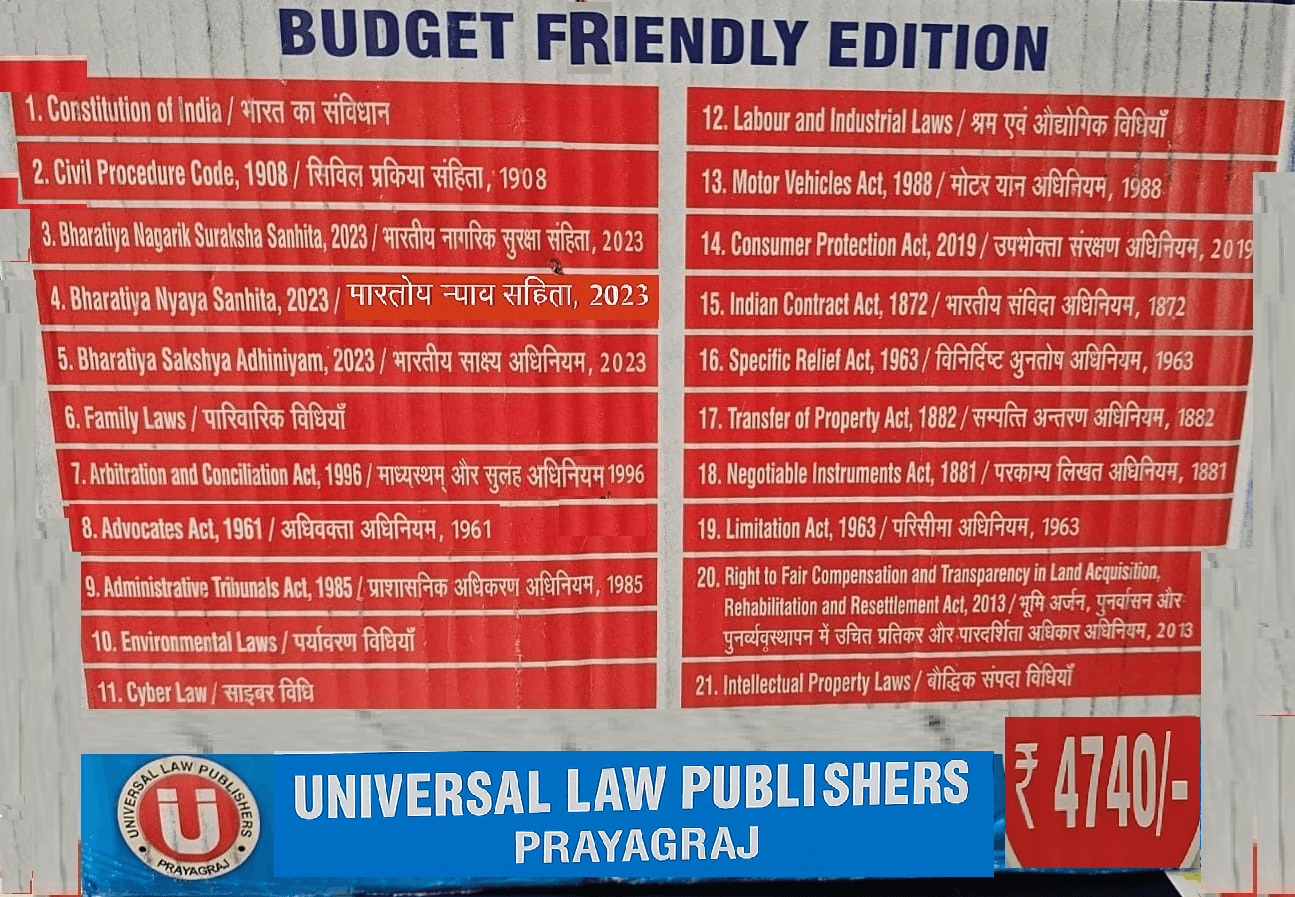 BUDGET FRIENDLY EDITION
1. Constitution of India / भारत का संविधान
2. Civil Procedure Code, 1908 / सिविल प्रकिया संहिता, 1908
3. Bharatiya Nagarik Suraksha Sanhita, 2023 / भारतीय नागरिक सुरक्षा संहिता, 2023
4. Bharatiya Nyaya Sanhita, 2023 / मारतोय न्पाव सहिता, 2023
5. Bharatiya Sakshya Adhiniyam, 2023 / भारतीय साक्ष्य अधिनियम, 2023
6. Family Laws / पारिवारिक विधियाँ
7. Arbitration and Conciliation Act, 1996 / माध्यस्थम् और सुलह अधिनियम 1996
8. Advocates Act, 1961 / अधिवक्ता अधिनियम, 1961
9. Administrative Tribunals Act, 1985 / प्राशासनिक अधिकरण अधिनियम, 1985
10. Environmental Laws / पर्यावरण विधियाँ
11. Cyber Law / साइबर विधि
12. Labour and Industrial Laws / श्रम एवं औद्योगिक विधियाँ
13. Motor Vehicles Act, 1988 / मोटर यान अधिनियम, 1988
14. Consumer Protection Act, 2019 / उपभोक्ता संरक्षण अधिनियम, 2019
15. Indian Contract Act, 1872 / भारतीय संविदा अधिनियम, 1872
16. Specific Relief Act, 1963 / विनिर्दिष्ट अुनतोष अधिनियम, 1963
17. Transfer of Property Act, 1882 / सम्पत्ति अन्तरण अधिनियम, 1882
18. Negotiable Instruments Act, 1881 / परकाम्य लिखत अधिनियम, 1881
19. Limitation Act, 1963 / परिसीमा अधिनियम, 1963
20. Right to Fair Compensation and Transparency in Land Acquisition,
Rehabilitation and Resettlement Act, 2013 / भूमि अर्जन, पुनर्वासन और
पुनर्व्यवस्थापन में उचित प्रतिकर और पारदर्शिता अधिकार अधिनियम, 2013
21. Intellectual Property Laws / बौद्धिक संपदा विधियाँ
UNIVERSAL LAW PUBLISHERS
PRAYAGRAJ
U
UNIVERSAL LAW PUBLISHERS
PRAYAGRAJ
₹ 4740/-